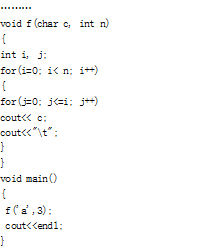 ………
void f(char c, int n)
{
int i, j;
for(i=0; i< n; i++)
{
for(j=0; j<=i; j++)
cout<< c;
cout<<"\t";
}
}
void main()
{
f('a',3);
cout<<endl;
}